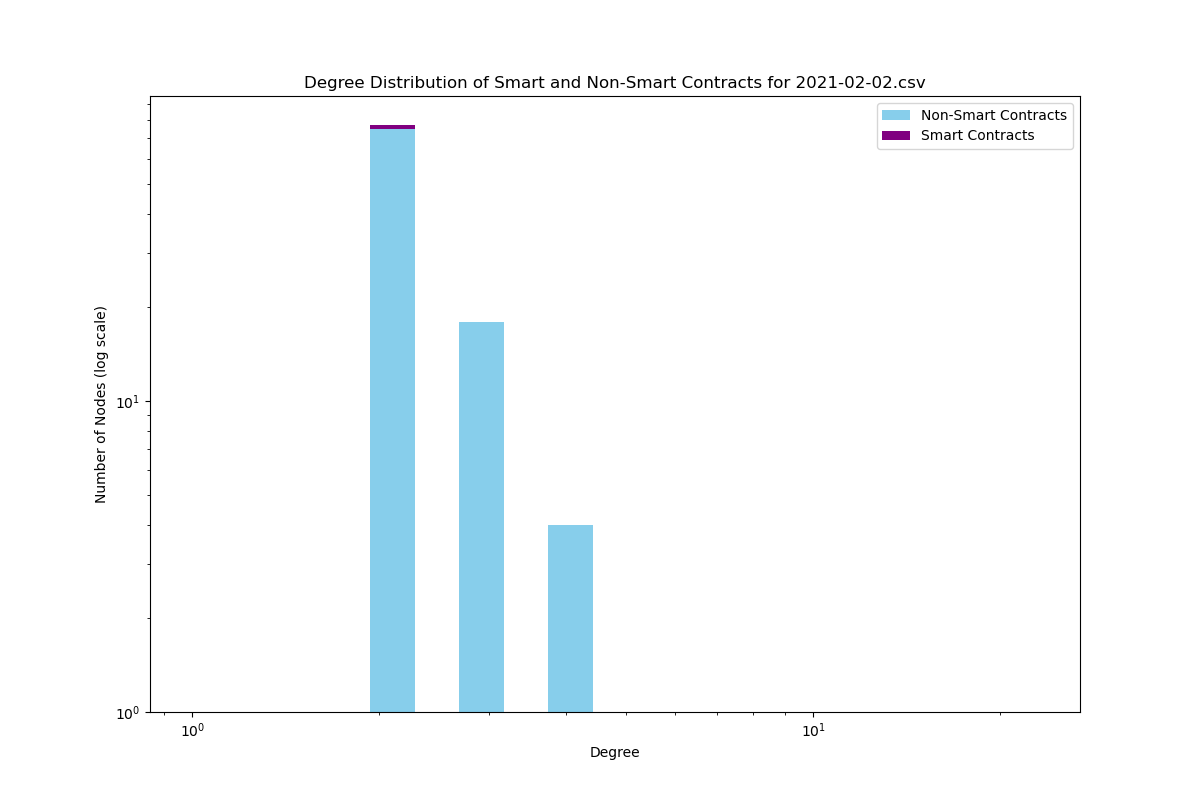 Degree Distribution of Smart and Non-Smart Contracts for 2021-02-02.csv
Non-Smart Contracts
Smart Contracts
Number of Nodes (log scale)
10¹
10⁰
10⁰ 10¹
Degree